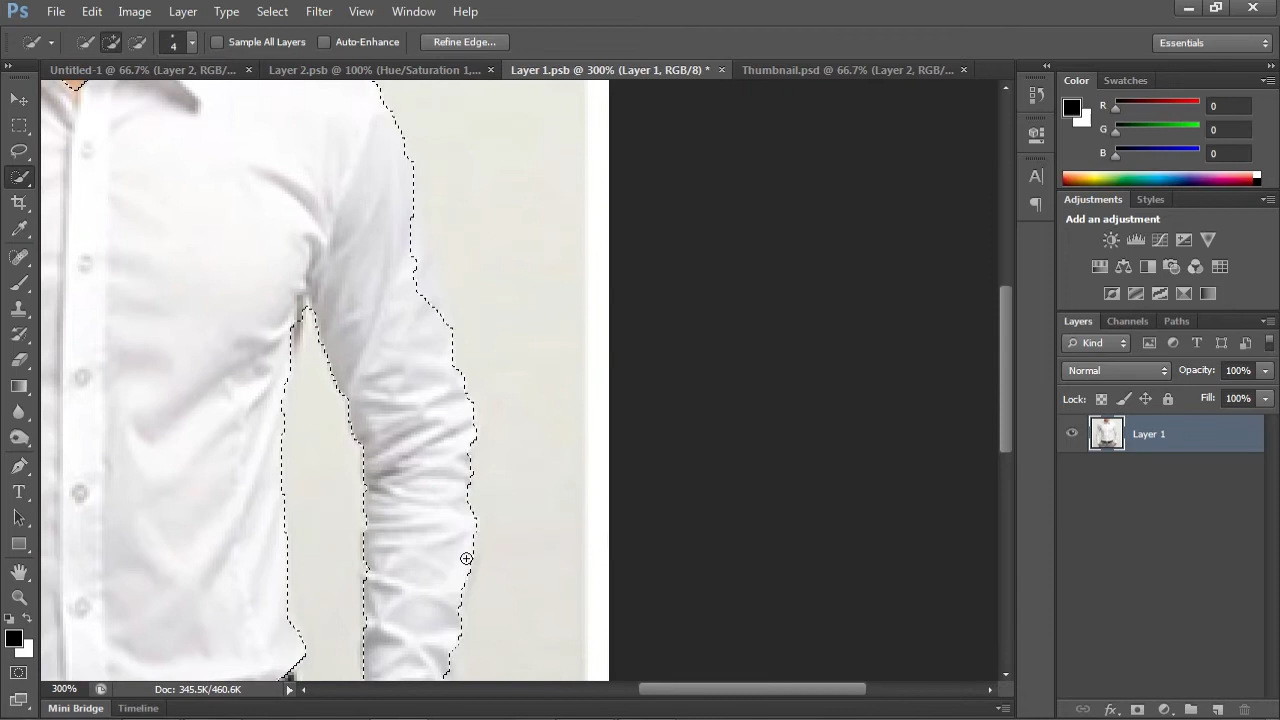 Ps File Edit Image Layer Type Select Filter View Window Help
4 Sample All Layers Auto-Enhance Refine Edge... Essentials
Untitled-1 @ 66.7% (Layer 2, RGB/... × Layer 2.psb @ 100% (Hue/Saturation 1,... × Layer 1.psb @ 300% (Layer 1, RGB/8) * × Thumbnail.psd @ 66.7% (Layer 2, RGB/... ×
Color Swatches
R 0
G 0
B 0
Adjustments Styles
Add an adjustment
Layers Channels Paths
Kind
Normal Opacity: 100%
Lock: Fill: 100%
Layer 1
300% Doc: 345.5K/460.6K
Mini Bridge Timeline